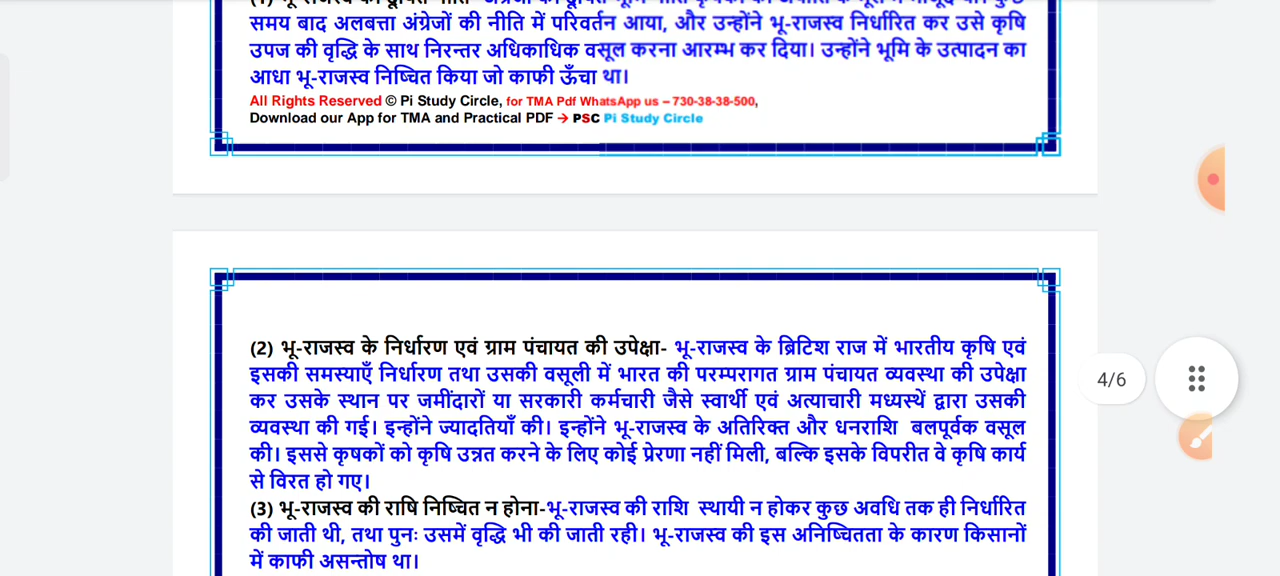 समय बाद अलबत्ता अंग्रेजों की नीति में परिवर्तन आया, और उन्होंने भू-राजस्व निर्धारित कर उसे कृषि
उपज की वृद्धि के साथ निरन्तर अधिकाधिक वसूल करना आरम्भ कर दिया। उन्होंने भूमि के उत्पादन का
आधा भू-राजस्व निष्चित किया जो काफी ऊँचा था।
All Rights Reserved © Pi Study Circle, for TMA Pdf WhatsApp us – 730-38-38-500,
Download our App for TMA and Practical PDF → PSC Pi Study Circle
(2) भू-राजस्व के निर्धारण एवं ग्राम पंचायत की उपेक्षा- भू-राजस्व के ब्रिटिश राज में भारतीय कृषि एवं
इसकी समस्याएँ निर्धारण तथा उसकी वसूली में भारत की परम्परागत ग्राम पंचायत व्यवस्था की उपेक्षा
कर उसके स्थान पर जमींदारों या सरकारी कर्मचारी जैसे स्वार्थी एवं अत्याचारी मध्यस्थें द्वारा उसकी
व्यवस्था की गई। इन्होंने ज्यादतियाँ की। इन्होंने भू-राजस्व के अतिरिक्त और धनराशि बलपूर्वक वसूल
की। इससे कृषकों को कृषि उन्नत करने के लिए कोई प्रेरणा नहीं मिली, बल्कि इसके विपरीत वे कृषि कार्य
से विरत हो गए।
(3) भू-राजस्व की राषि निष्चित न होना-भू-राजस्व की राशि स्थायी न होकर कुछ अवधि तक ही निर्धारित
की जाती थी, तथा पुनः उसमें वृद्धि भी की जाती रही। भू-राजस्व की इस अनिष्चितता के कारण किसानों
में काफी असन्तोष था।
4/6